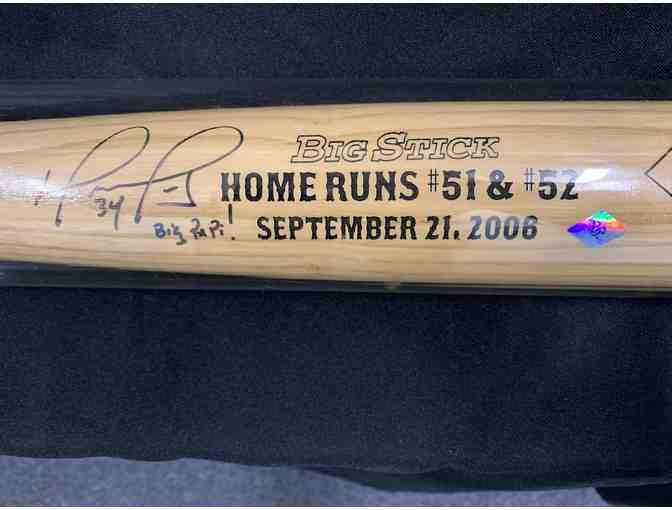 BIG STICK
HOME RUNS #51 & #52
SEPTEMBER 21, 2006
34
Big Papi!